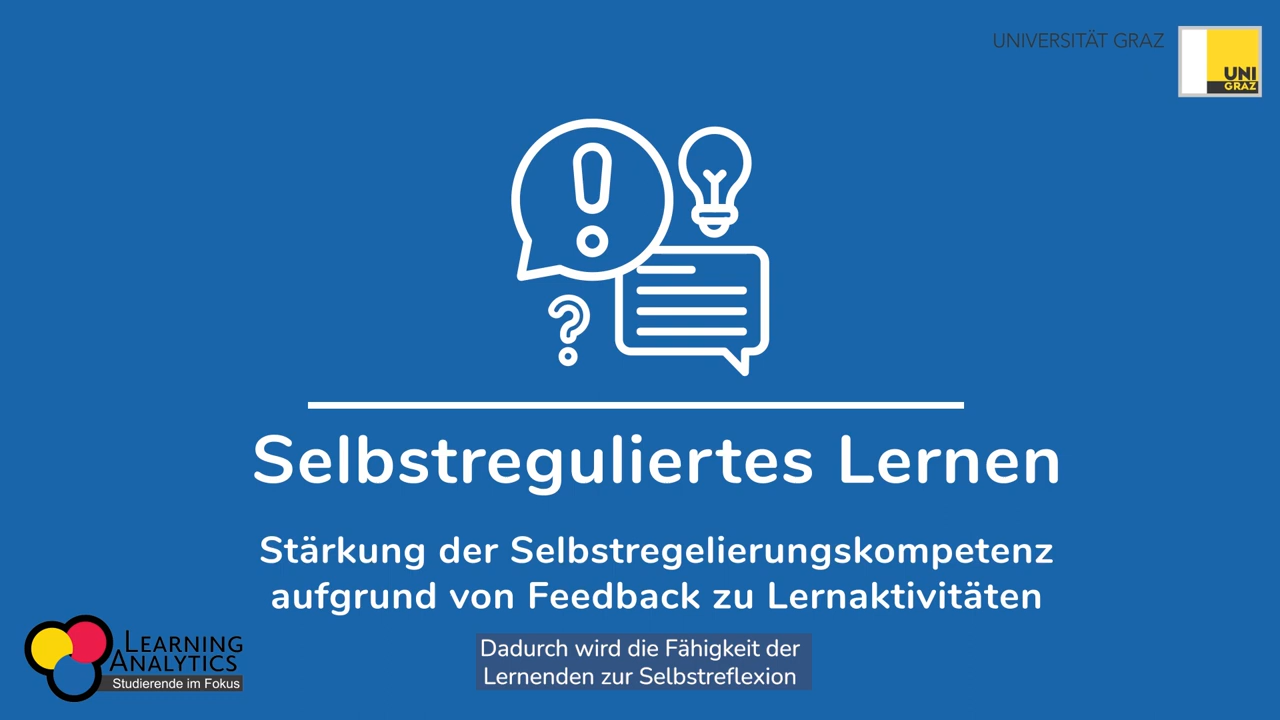 UNIVERSITÄT GRAZ
UNI
GRAZ
Selbstreguliertes Lernen
Stärkung der Selbstregelierungskompetenz
aufgrund von Feedback zu Lernaktivitäten
LEARNING
ANALYTICS
Studierende im Fokus
Dadurch wird die Fähigkeit der
Lernenden zur Selbstreflexion